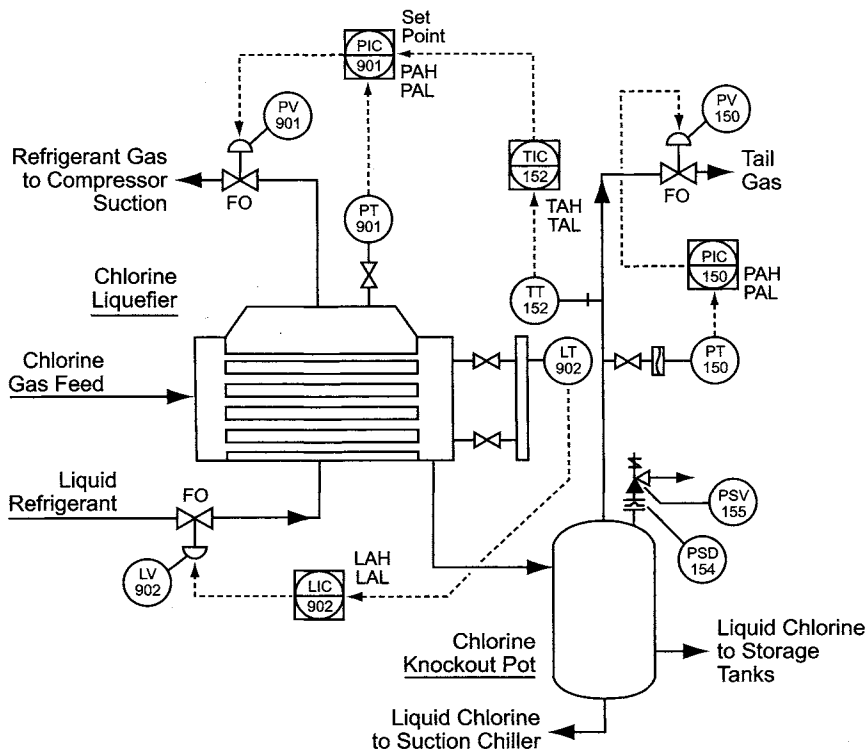 Set
Point
PIC
901
PAH
PAL
PV
901
PV
150
Refrigerant Gas
to Compressor
Suction
FO
TIC
152
Tail
Gas
FO
PT
901
TAH
TAL
PIC
150
PAH
PAL
Chlorine
Liquefier
TT
152
Chlorine
Gas Feed
LT
902
PT
150
Liquid
Refrigerant
FO
PSV
155
LV
902
LAH
LAL
LIC
902
PSD
154
Chlorine
Knockout Pot
Liquid Chlorine
to Storage
Tanks
Liquid Chlorine
to Suction Chiller